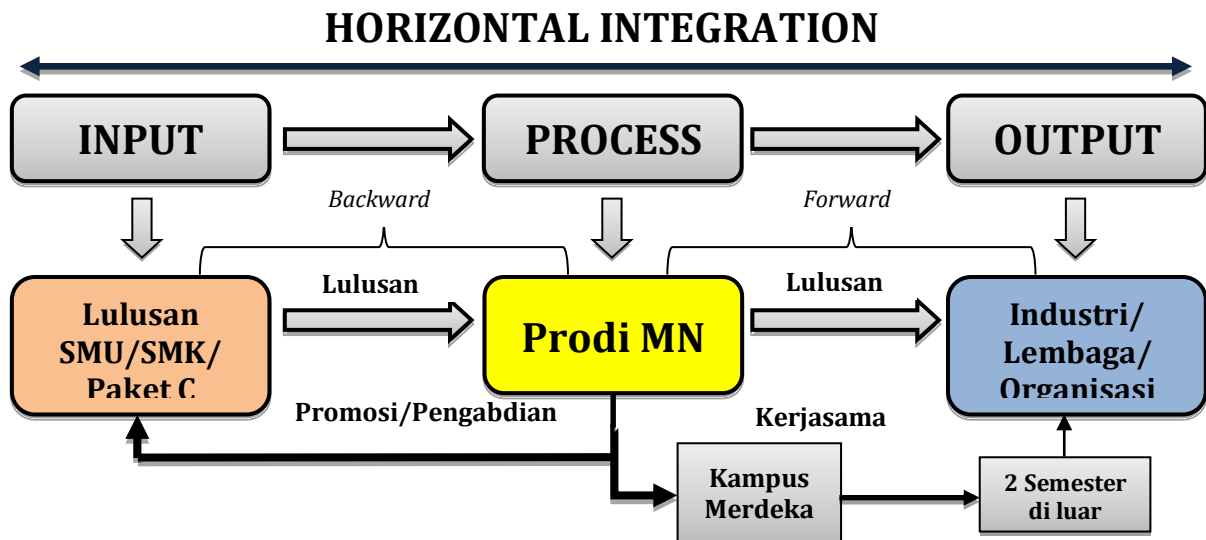 HORIZONTAL INTEGRATION
INPUT
PROCESS
OUTPUT
Backward
Forward
Lulusan
SMU/SMK/
Paket C
Lulusan
Prodi MN
Lulusan
Industri/
Lembaga/
Organisasi
Promosi/Pengabdian
Kerjasama
Kampus
Merdeka
2 Semester
di luar